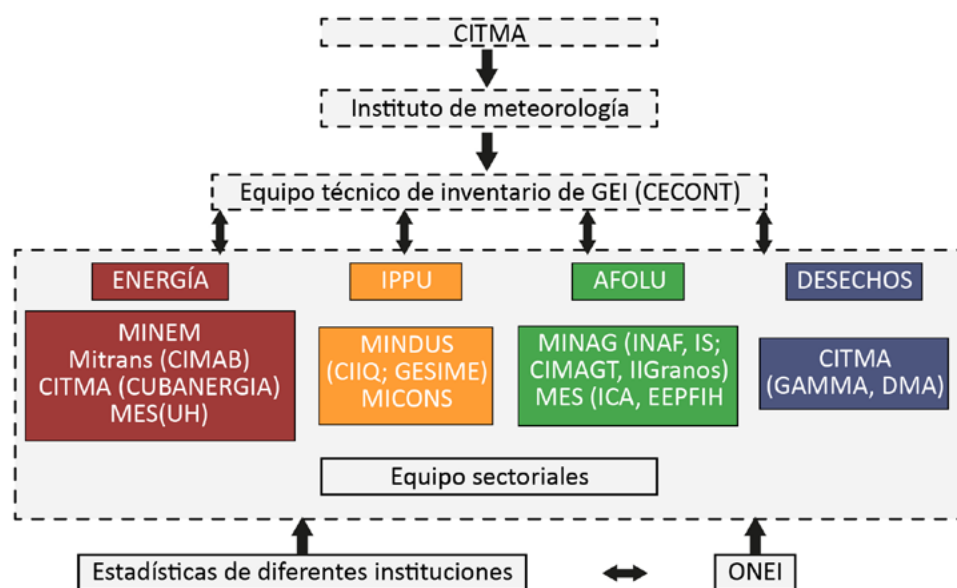 CITMA
Instituto de meteorología
Equipo técnico de inventario de GEI (CECONT)
ENERGÍA
MINEM
Mitrans (CIMAB)
CITMA (CUBANERGIA)
MES(UH)
IPPU
MINDUS
(CIIQ; GESIME)
MICONS
AFOLU
MINAG (INAF, IS;
CIMAGT, IIGranos)
MES (ICA, EEPFIH
DESECHOS
CITMA
(GAMMA, DMA)
Equipo sectoriales
Estadísticas de diferentes instituciones
ONEI